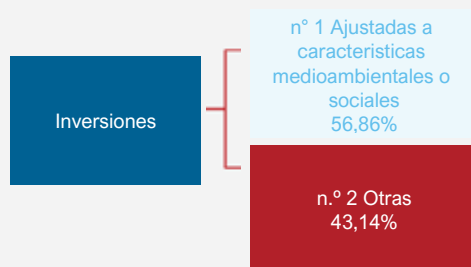 Inversiones
n° 1 Ajustadas a
caracteristicas
medioambientales o
sociales
56,86%
n.º 2 Otras
43,14%